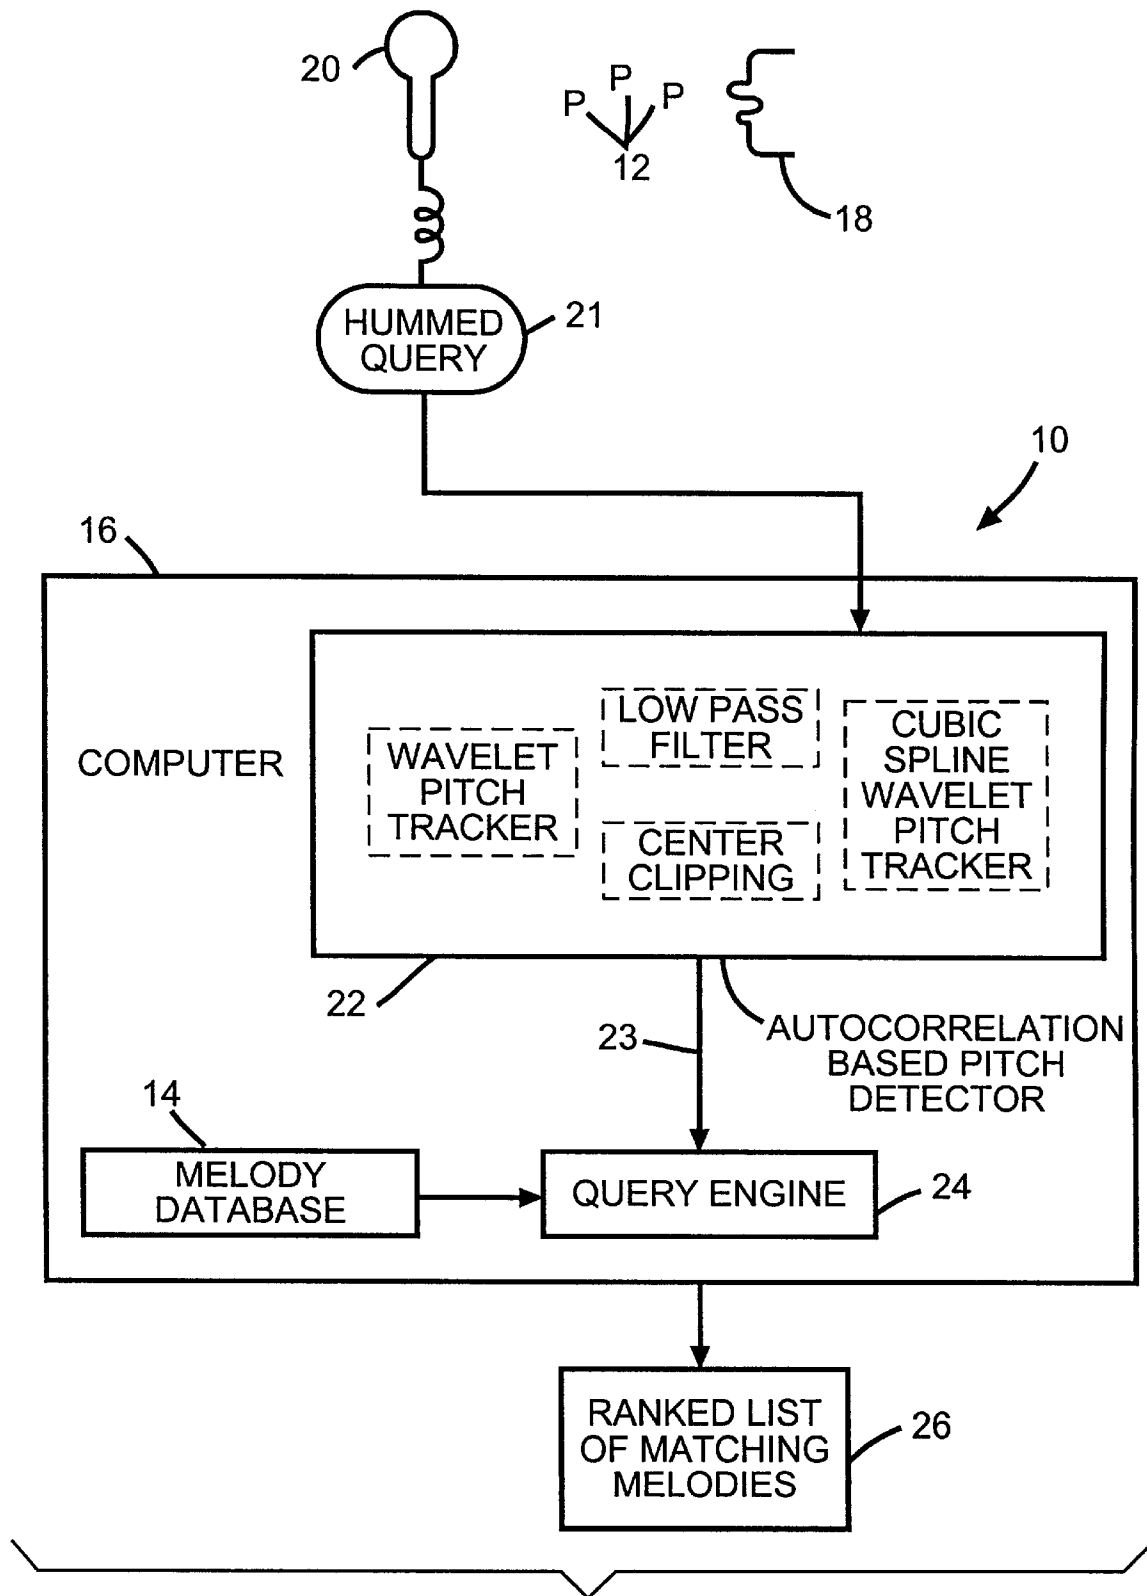 20
P
P
P
12
18
HUMMED
QUERY
21
10
16
COMPUTER
WAVELET
PITCH
TRACKER
LOW PASS
FILTER
CENTER
CLIPPING
CUBIC
SPLINE
WAVELET
PITCH
TRACKER
22
23
AUTOCORRELATION
BASED PITCH
DETECTOR
14
MELODY
DATABASE
QUERY ENGINE
24
RANKED LIST
OF MATCHING
MELODIES
26